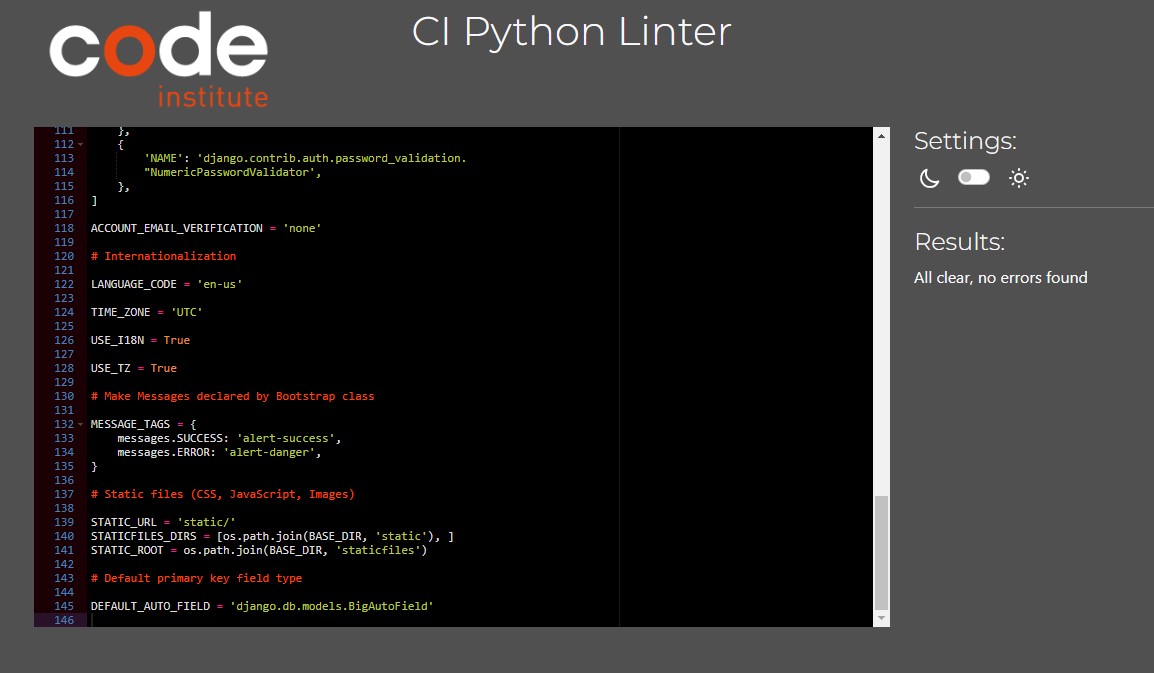 code
institute
CI Python Linter
111 },
112 {
113 'NAME': 'django.contrib.auth.password_validation.
114 "NumericPasswordValidator',
115 },
116 ]
117
118 ACCOUNT_EMAIL_VERIFICATION = 'none'
119
120 # Internationalization
121
122 LANGUAGE_CODE = 'en-us'
123
124 TIME_ZONE = 'UTC'
125
126 USE_I18N = True
127
128 USE_TZ = True
129
130 # Make Messages declared by Bootstrap class
131
132 MESSAGE_TAGS = {
133 messages.SUCCESS: 'alert-success',
134 messages.ERROR: 'alert-danger',
135 }
136
137 # Static files (CSS, JavaScript, Images)
138
139 STATIC_URL = 'static/'
140 STATICFILES_DIRS = [os.path.join(BASE_DIR, 'static'), ]
141 STATIC_ROOT = os.path.join(BASE_DIR, 'staticfiles')
142
143 # Default primary key field type
144
145 DEFAULT_AUTO_FIELD = 'django.db.models.BigAutoField'
146
Settings:
Results:
All clear, no errors found